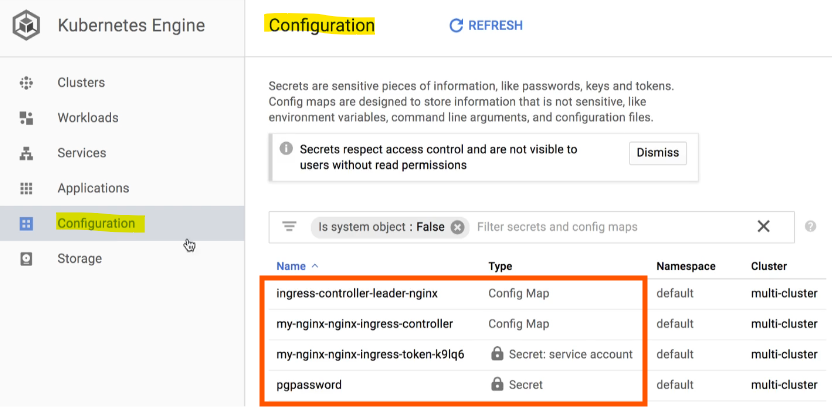 Kubernetes Engine
Configuration
REFRESH
Clusters
Workloads
Services
Applications
Configuration
Storage
Secrets are sensitive pieces of information, like passwords, keys and tokens.
Config maps are designed to store information that is not sensitive, like
environment variables, command line arguments, and configuration files.
Secrets respect access control and are not visible to
users without read permissions
Dismiss
Is system object : False Filter secrets and config maps
Name Type Namespace Cluster
ingress-controller-leader-nginx Config Map default multi-cluster
my-nginx-nginx-ingress-controller Config Map default multi-cluster
my-nginx-nginx-ingress-token-k9lq6 Secret: service account default multi-cluster
pgpassword Secret default multi-cluster